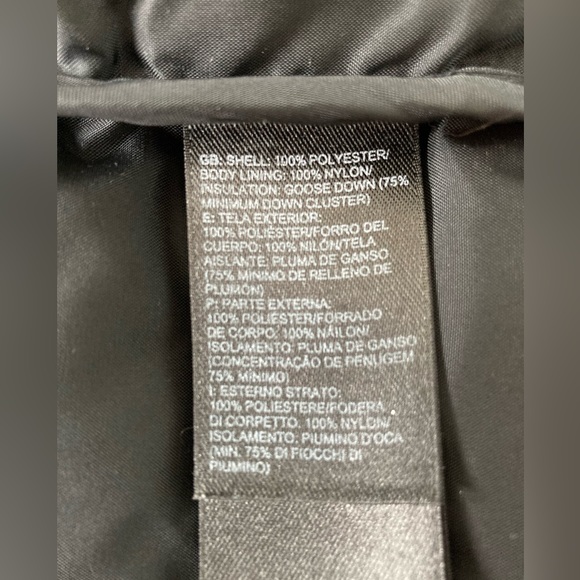 GB: SHELL: 100% POLYESTER/
BODY LINING: 100% NYLON/
INSULATION: GOOSE DOWN (75%
MINIMUM DOWN CLUSTER)
E: TELA EXTERIOR:
100% POLIÉSTER/FORRO DEL
CUERPO: 100% NILÓN/TELA
AISLANTE: PLUMA DE GANSO
(75% MÍNIMO DE RELLENO DE
PLUMÓN)
P: PARTE EXTERNA:
100% POLIÉSTER/FORRADO
DE CORPO: 100% NÁILON/
ISOLAMENTO: PLUMA DE GANSO
(CONCENTRAÇÃO DE PENUGEM
75% MÍNIMO)
I: ESTERNO STRATO:
100% POLIESTERE/FODERA
DI CORPETTO: 100% NYLON/
ISOLAMENTO: PIUMINO D'OCA
(MIN. 75% DI FIOCCHI DI
PIUMINO)